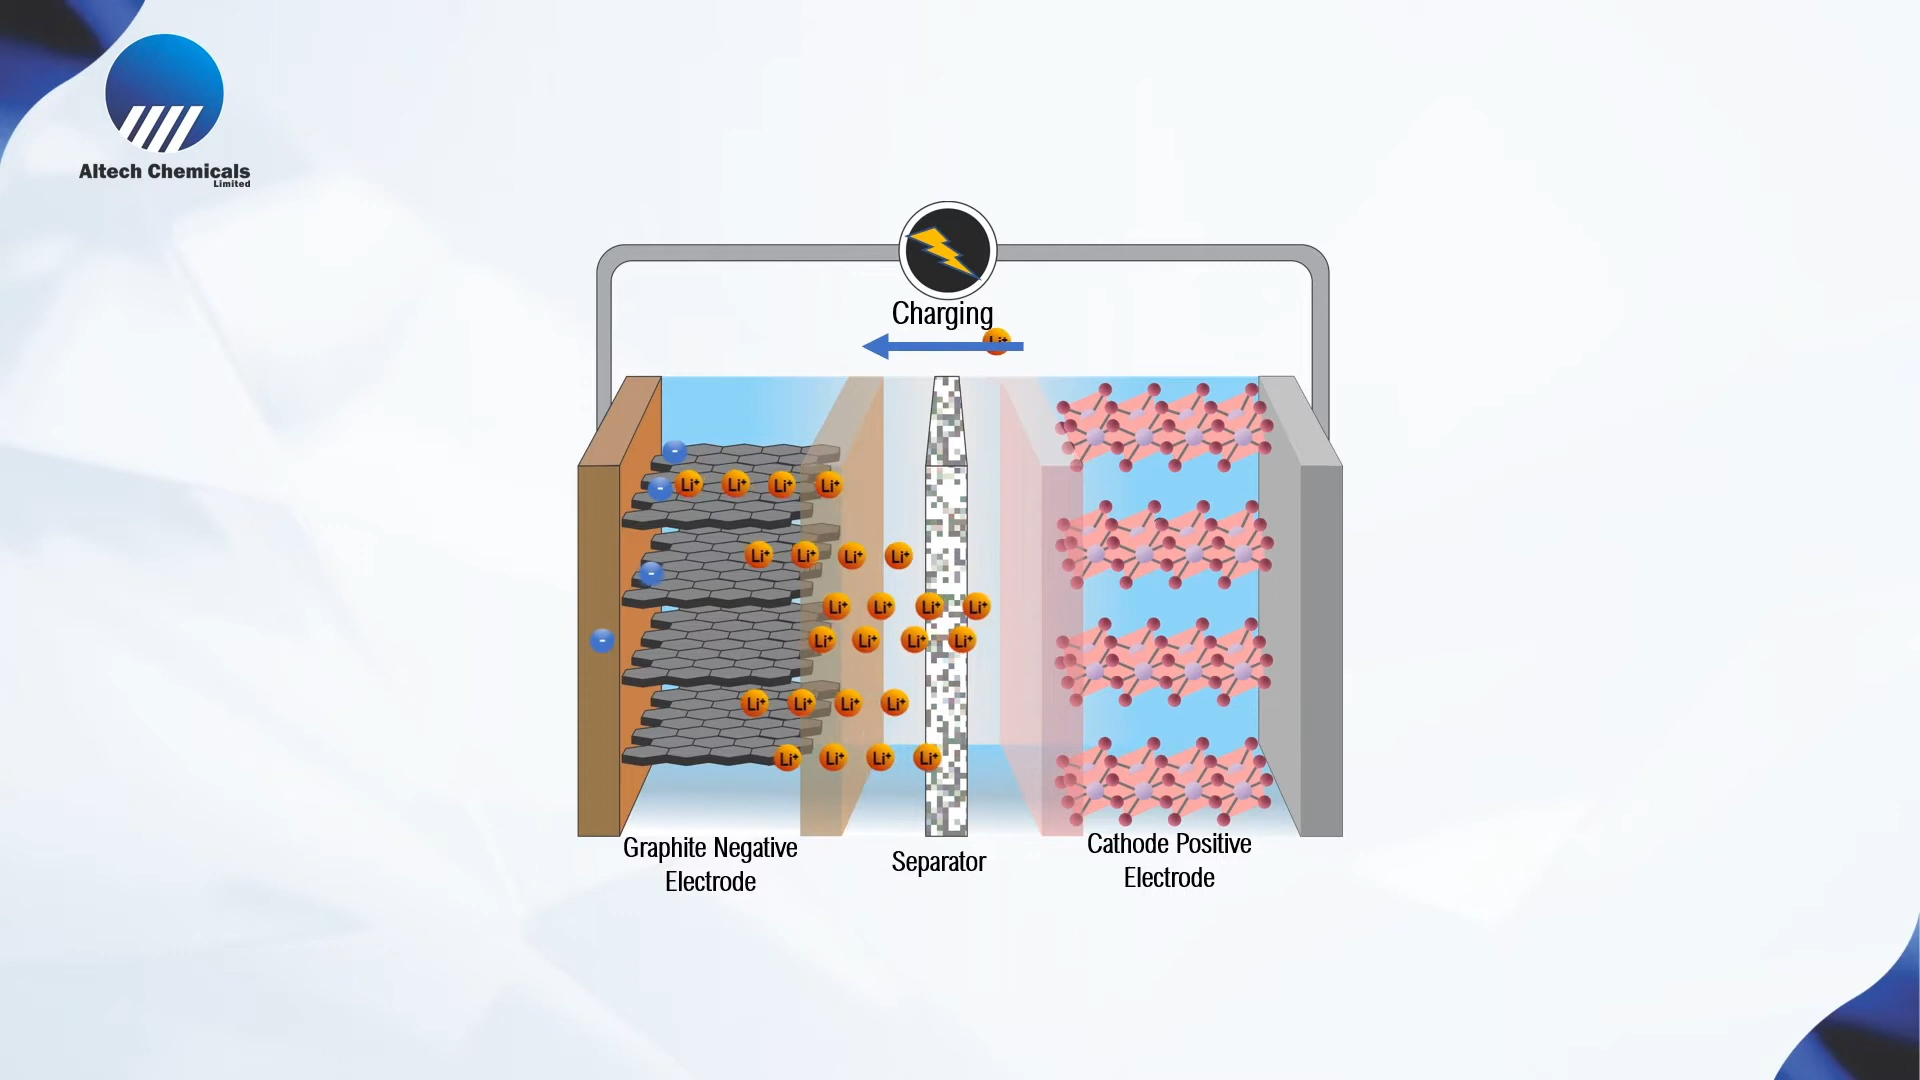 Altech Chemicals
Limited
Charging
Li+
- Li+ Li+ Li+ Li+
-
Li+ Li+ Li+ Li+
-
Li+ Li+ Li+ Li+
- Li+ Li+ Li+ Li+
Li+ Li+ Li+ Li+
Li+ Li+ Li+ Li+
Graphite Negative
Electrode
Separator
Cathode Positive
Electrode